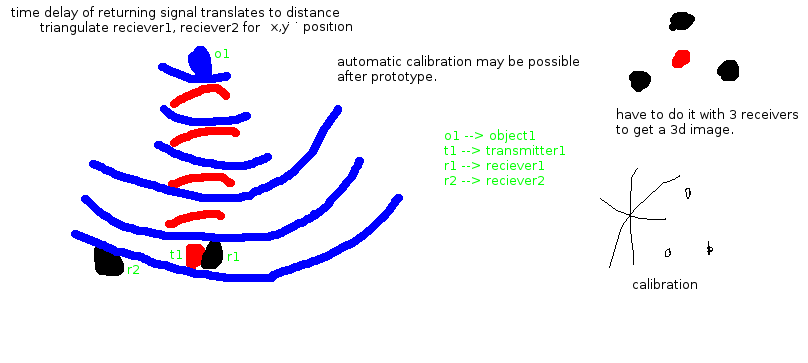 time delay of returning signal translates to distance
triangulate reciever1, reciever2 for x,y position
o1
automatic calibration may be possible
after prototype.
have to do it with 3 receivers
to get a 3d image.
o1 --> object1
t1 --> transmitter1
r1 --> reciever1
r2 --> reciever2
t1
r1
r2
calibration